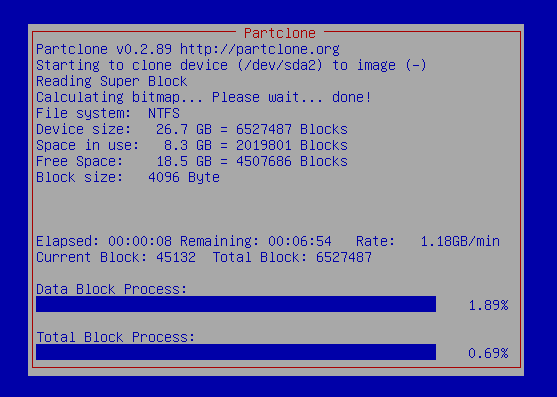 Partclone
Partclone v0.2.89 http://partclone.org
Starting to clone device (/dev/sda2) to image (-)
Reading Super Block
Calculating bitmap... Please wait... done!
File system:  NTFS
Device size:   26.7 GB = 6527487 Blocks
Space in use:   8.3 GB = 2019801 Blocks
Free Space:    18.5 GB = 4507686 Blocks
Block size:   4096 Byte
Elapsed: 00:00:08 Remaining: 00:06:54   Rate:   1.18GB/min
Current Block: 45132  Total Block: 6527487
Data Block Process:
1.89%
Total Block Process:
0.69%